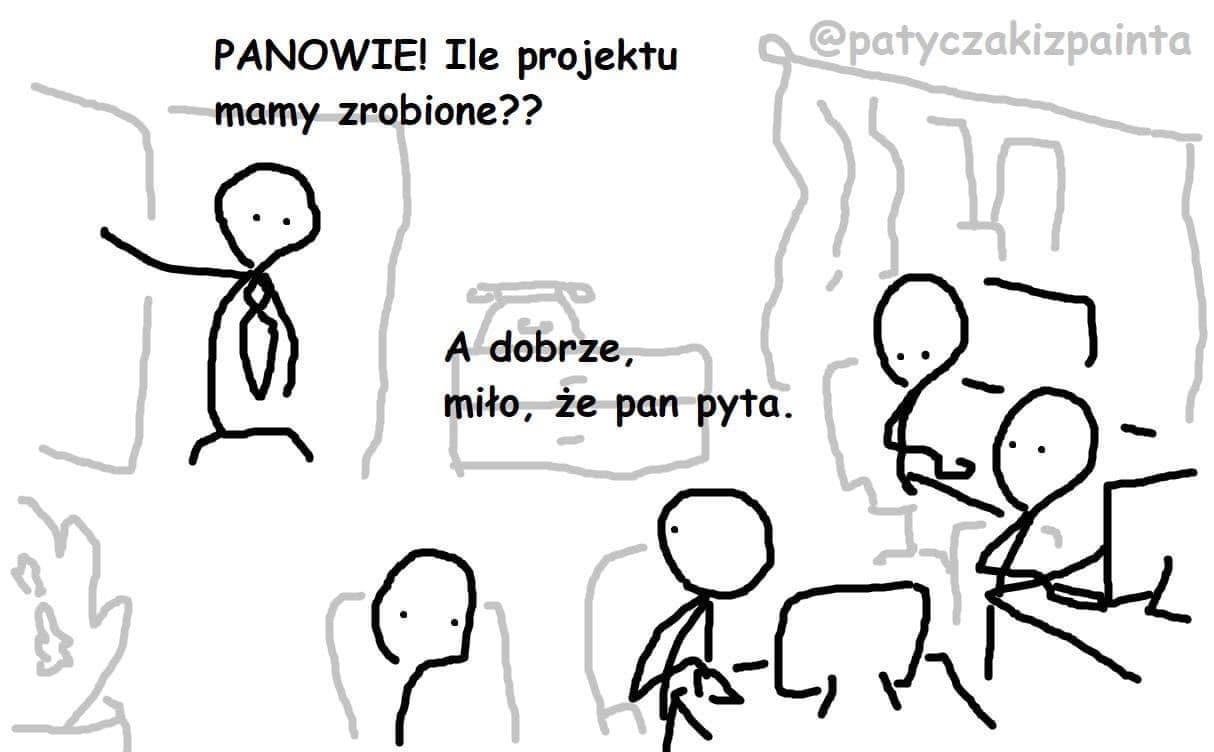 @patyczakizpainta
PANOWIE! Ile projektu
mamy zrobione??
A dobrze,
miło, że pan pyta.